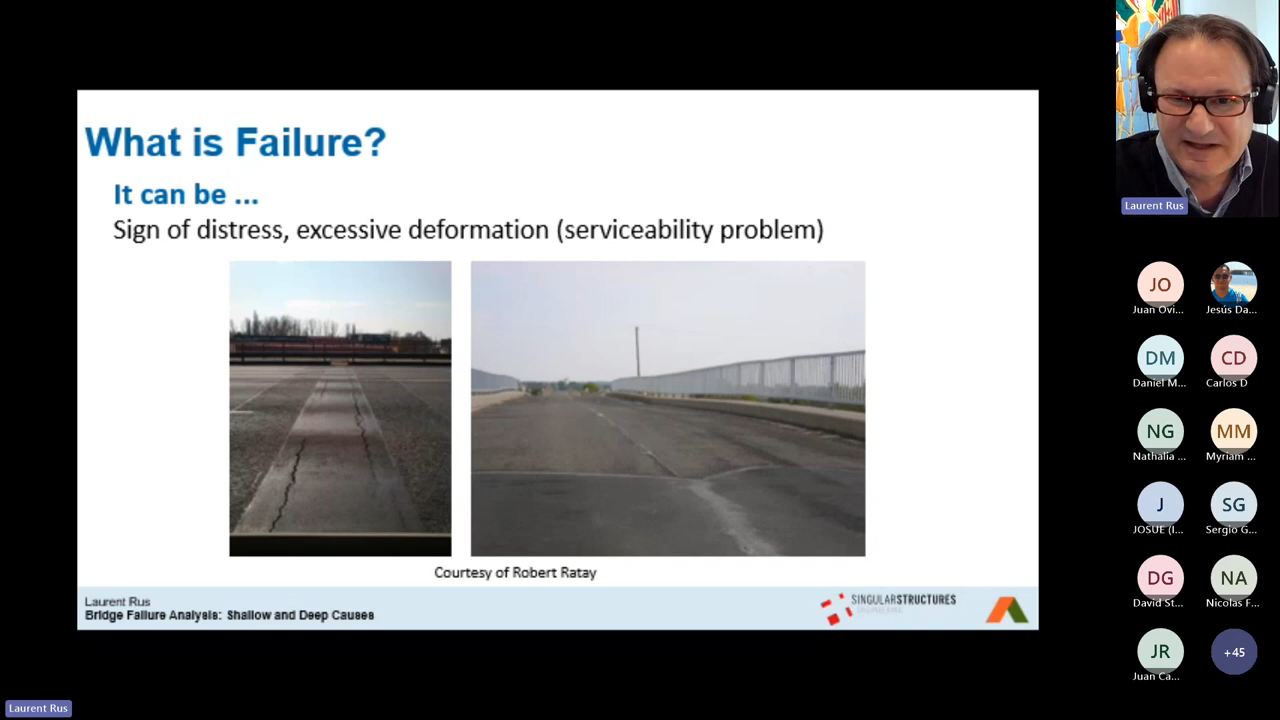 What is Failure?
It can be ...
Sign of distress, excessive deformation (serviceability problem)
Courtesy of Robert Ratay
Laurent Rus
Bridge Failure Analysis: Shallow and Deep Causes
SINGULARSTRUCTURES
Laurent Rus
JO
Juan Ovi...
Jesús Da...
DM
Daniel M...
CD
Carlos D
NG
Nathalia ...
MM
Myriam ...
J
JOSUE (I...
SG
Sergio G...
DG
David St...
NA
Nicolas F...
JR
Juan Ca...
+45
Laurent Rus